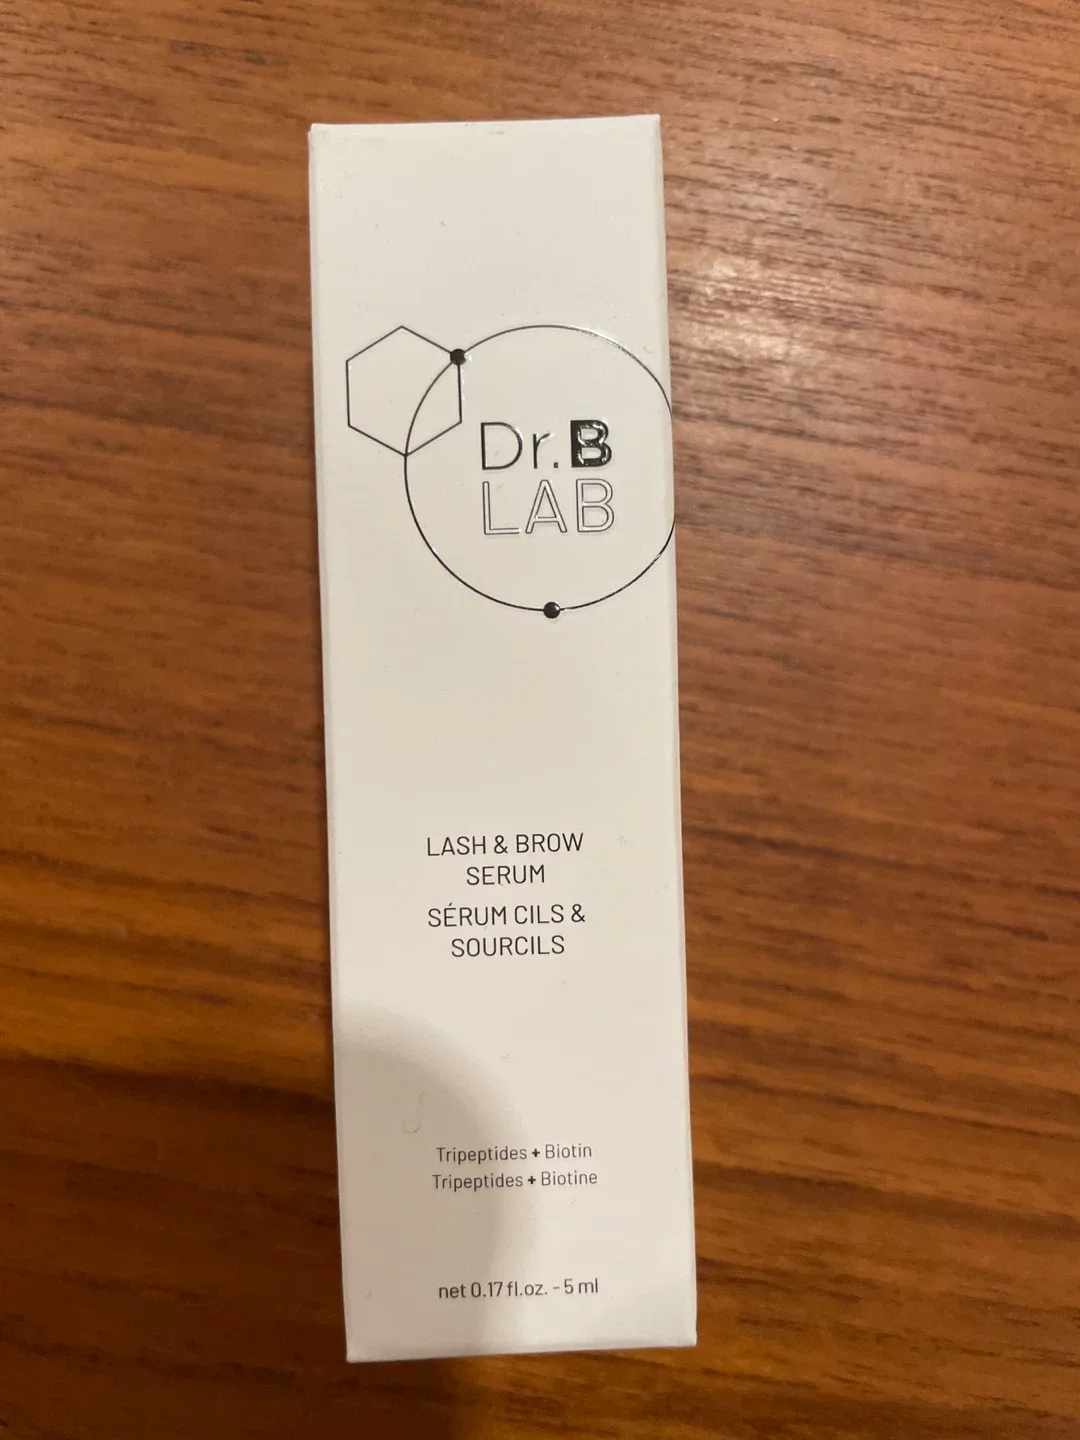 Dr.B
LAB
LASH & BROW
SERUM
SÉRUM CILS &
SOURCILS
Tripeptides + Biotin
Tripeptides + Biotine
net 0.17 fl.oz. - 5 ml